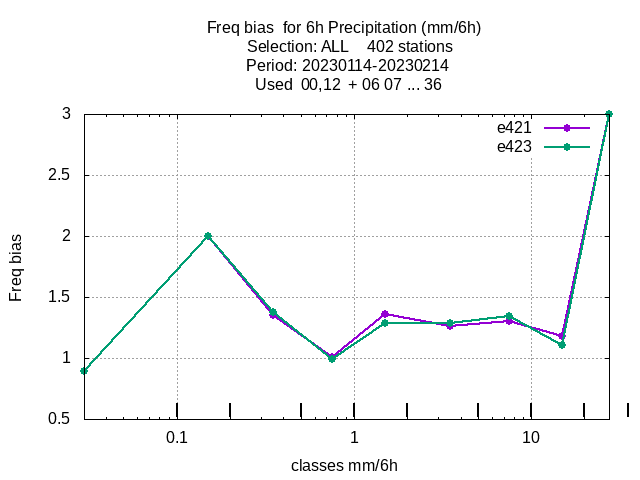 Freq bias  for 6h Precipitation (mm/6h)
Selection: ALL    402 stations
Period: 20230114-20230214
Used  00,12  + 06 07 ... 36
3
2.5
2
1.5
1
0.5
Freq bias
e421
e423
0.1
1
10
classes mm/6h